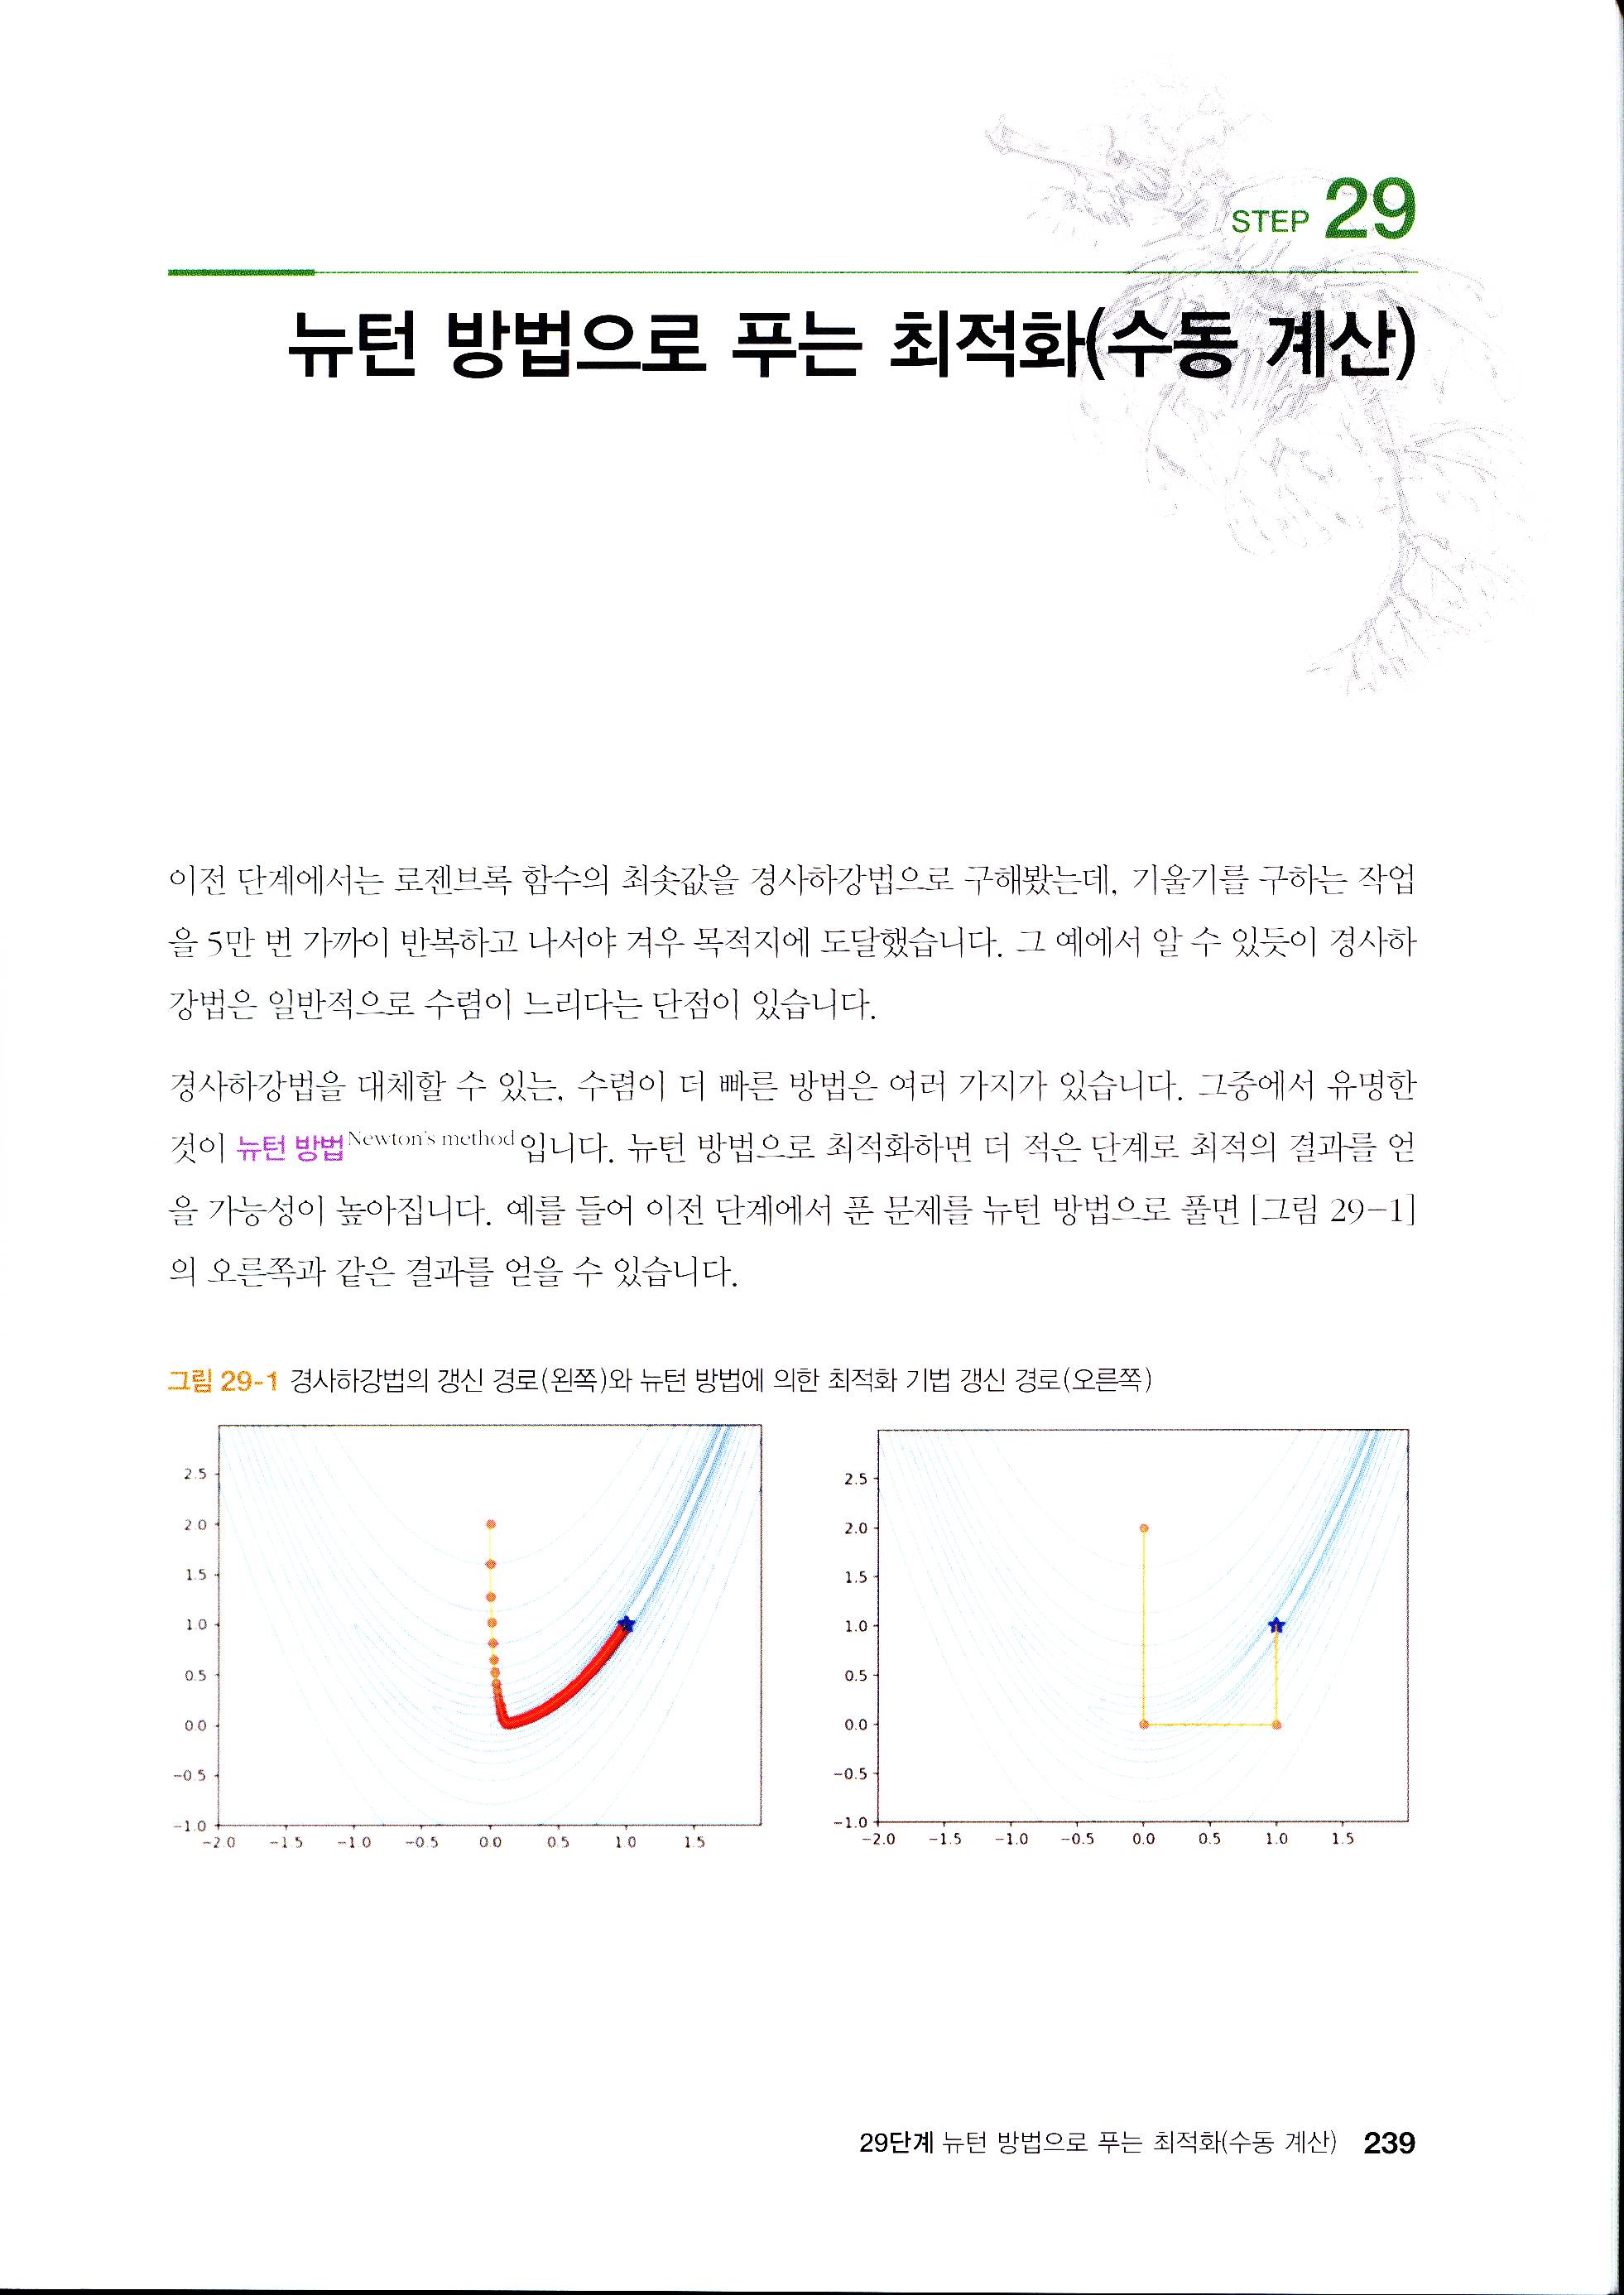 STEP 29
뉴턴 방법으로 푸는 최적화(수동 계산)
이전 단계에서는 로젠브록 함수의 최솟값을 경사하강법으로 구해봤는데, 기울기를 구하는 작업
을 5만 번 가까이 반복하고 나서야 겨우 목적지에 도달했습니다. 그 예에서 알 수 있듯이 경사하
강법은 일반적으로 수렴이 느리다는 단점이 있습니다.
경사하강법을 대체할 수 있는, 수렴이 더 빠른 방법은 여러 가지가 있습니다. 그중에서 유명한
것이 뉴턴 방법Newton's method입니다. 뉴턴 방법으로 최적화하면 더 적은 단계로 최적의 결과를 얻
을 가능성이 높아집니다. 예를 들어 이전 단계에서 푼 문제를 뉴턴 방법으로 풀면 [그림 29-1]
의 오른쪽과 같은 결과를 얻을 수 있습니다.
그림 29-1 경사하강법의 갱신 경로(왼쪽)와 뉴턴 방법에 의한 최적화 기법 갱신 경로(오른쪽)
2.5
2.0
1.5
1.0
0.5
0.0
-0.5
-1.0
-2.0 -1.5 -1.0 -0.5 0.0 0.5 1.0 1.5
2.5
2.0
1.5
1.0
0.5
0.0
-0.5
-1.0
-2.0 -1.5 -1.0 -0.5 0.0 0.5 1.0 1.5
29단계 뉴턴 방법으로 푸는 최적화(수동 계산) 239